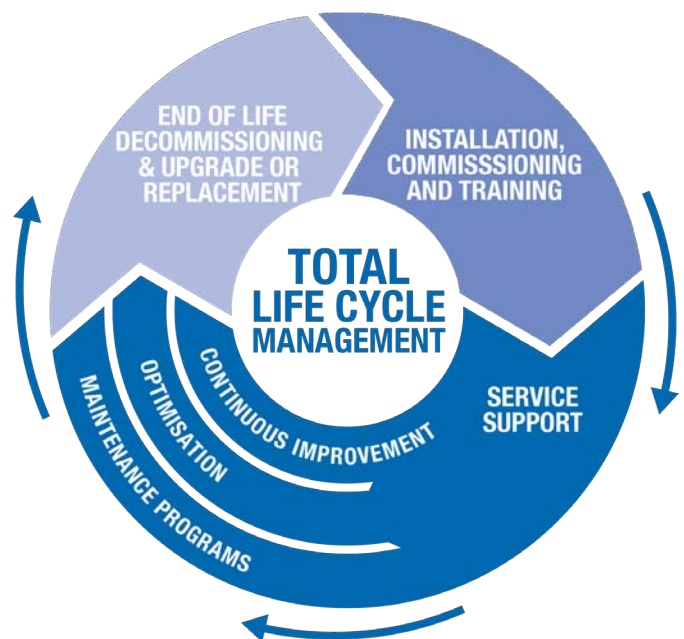 END OF LIFE
DECOMMISSIONING
& UPGRADE OR
REPLACEMENT
INSTALLATION,
COMMISSSIONING
AND TRAINING
TOTAL
LIFE CYCLE
MANAGEMENT
SERVICE
SUPPORT
CONTINUOUS IMPROVEMENT
OPTIMISATION
MAINTENANCE PROGRAMS